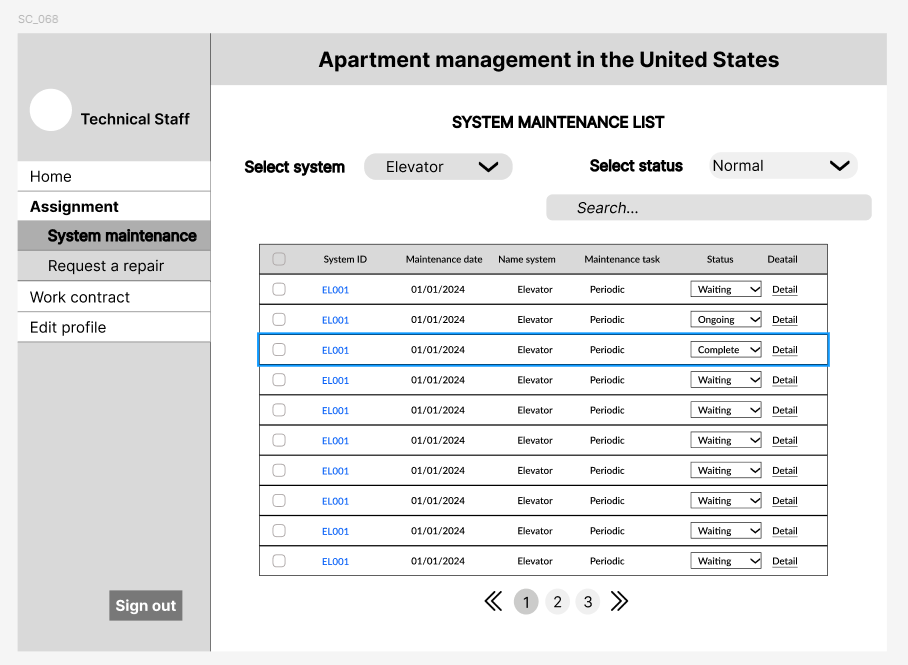 SC_068
Apartment management in the United States
Technical Staff
Home
Assignment
System maintenance
Request a repair
Work contract
Edit profile
Sign out
SYSTEM MAINTENANCE LIST
Select system Elevator Select status Normal
Search...
System ID Maintenance date Name system Maintenance task Status Deatail
EL001 01/01/2024 Elevator Periodic Waiting Detail
EL001 01/01/2024 Elevator Periodic Ongoing Detail
EL001 01/01/2024 Elevator Periodic Complete Detail
EL001 01/01/2024 Elevator Periodic Waiting Detail
EL001 01/01/2024 Elevator Periodic Waiting Detail
EL001 01/01/2024 Elevator Periodic Waiting Detail
EL001 01/01/2024 Elevator Periodic Waiting Detail
EL001 01/01/2024 Elevator Periodic Waiting Detail
EL001 01/01/2024 Elevator Periodic Waiting Detail
EL001 01/01/2024 Elevator Periodic Waiting Detail
1 2 3